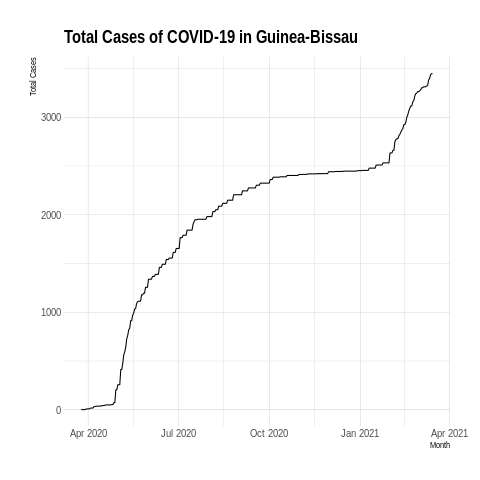 Total Cases of COVID-19 in Guinea-Bissau
Total Cases
3000
2000
1000
0
Apr 2020 Jul 2020 Oct 2020 Jan 2021 Apr 2021
Month